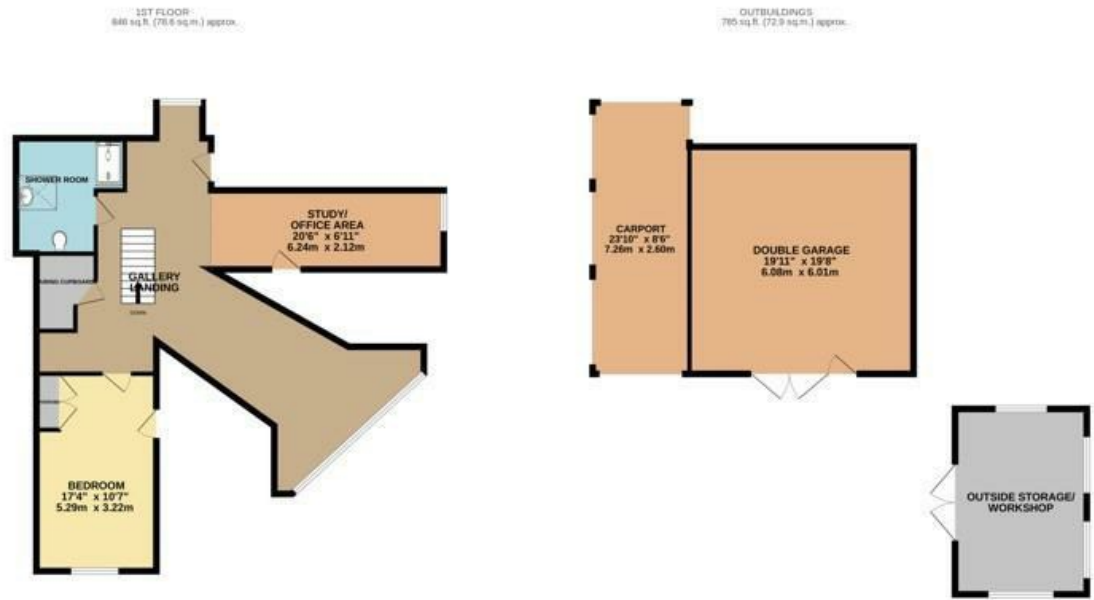 1ST FLOOR
846 sq.ft. (78.6 sq.m.) approx.
OUTBUILDINGS
785 sq.ft. (72.9 sq.m.) approx.
SHOWER ROOM
STUDY/
OFFICE AREA
20'6" x 6'11"
6.24m x 2.12m
CUPBOARD
GALLERY
LANDING
DOWN
BEDROOM
17'4" x 10'7"
5.29m x 3.22m
CARPORT
23'10" x 8'6"
7.26m x 2.60m
DOUBLE GARAGE
19'11" x 19'8"
6.08m x 6.01m
OUTSIDE STORAGE/
WORKSHOP